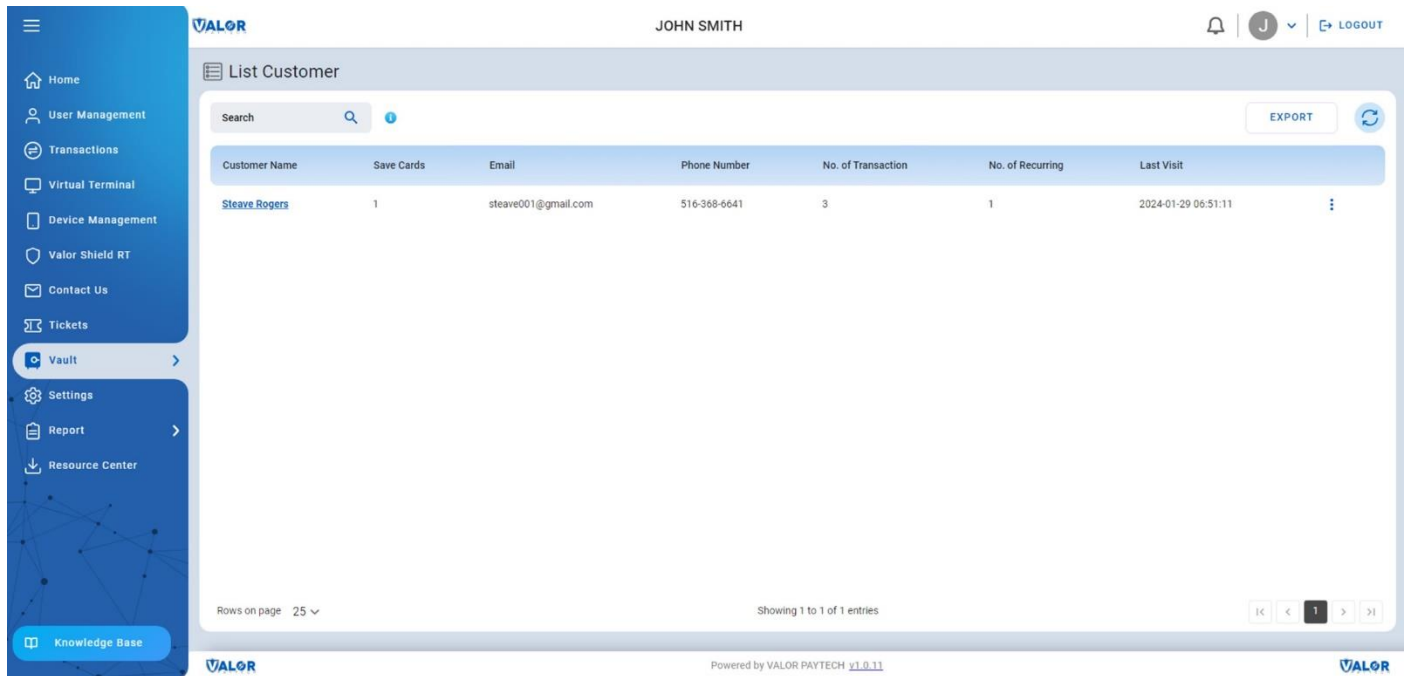 VALOR
JOHN SMITH
J
LOGOUT
Home
User Management
Transactions
Virtual Terminal
Device Management
Valor Shield RT
Contact Us
Tickets
Vault
Settings
Report
Resource Center
Knowledge Base
List Customer
Search
EXPORT
Customer Name Save Cards Email Phone Number No. of Transaction No. of Recurring Last Visit
Steave Rogers 1 steave001@gmail.com 516-368-6641 3 1 2024-01-29 06:51:11
Rows on page 25 Showing 1 to 1 of 1 entries 1
VALOR Powered by VALOR PAYTECH v1.0.11 VALOR